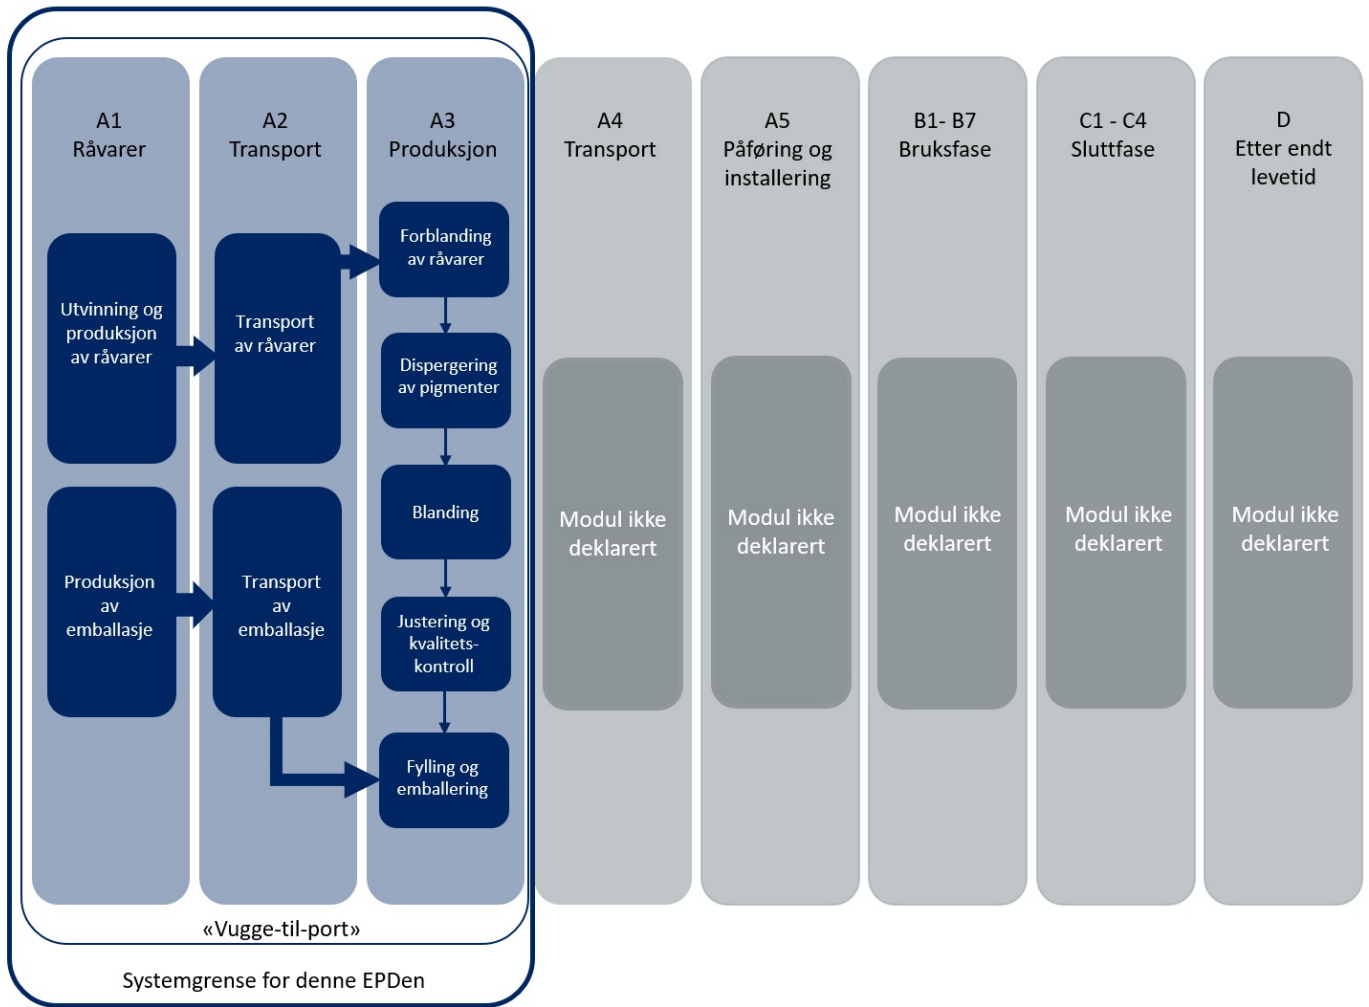 A1
Råvarer
Utvinning og
produksjon
av råvarer
Produksjon
av
emballasje
A2
Transport
Transport
av råvarer
Transport
av
emballasje
A3
Produksjon
Forblanding
av råvarer
Dispergering
av pigmenter
Blanding
Justering og
kvalitets-
kontroll
Fylling og
emballering
A4
Transport
Modul ikke
deklarert
A5
Påføring og
installering
Modul ikke
deklarert
B1- B7
Bruksfase
Modul ikke
deklarert
C1 - C4
Sluttfase
Modul ikke
deklarert
D
Etter endt
levetid
Modul ikke
deklarert
«Vugge-til-port»
Systemgrense for denne EPDen